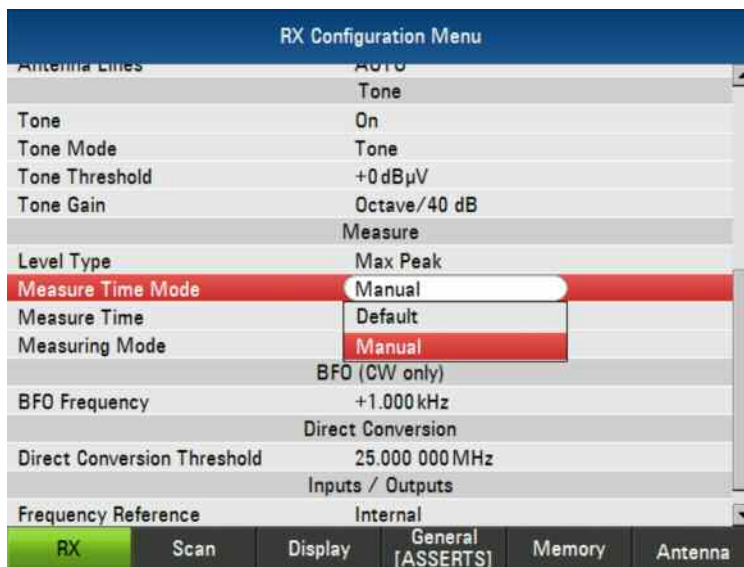 RX Configuration Menu
Antenna Lines AUTO
Tone
Tone On
Tone Mode Tone
Tone Threshold +0 dBµV
Tone Gain Octave/40 dB
Measure
Level Type Max Peak
Measure Time Mode Manual
Measure Time Default
Measuring Mode Manual
BFO (CW only)
BFO Frequency +1.000 kHz
Direct Conversion
Direct Conversion Threshold 25.000 000 MHz
Inputs / Outputs
Frequency Reference Internal
RX Scan Display General [ASSERTS] Memory Antenna